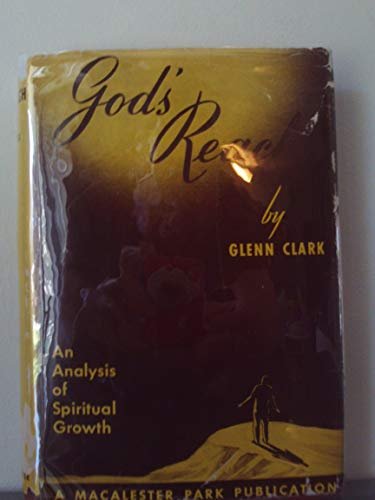 God's
Reach
by
GLENN CLARK
An
Analysis
of
Spiritual
Growth
A MACALESTER PARK PUBLICATION